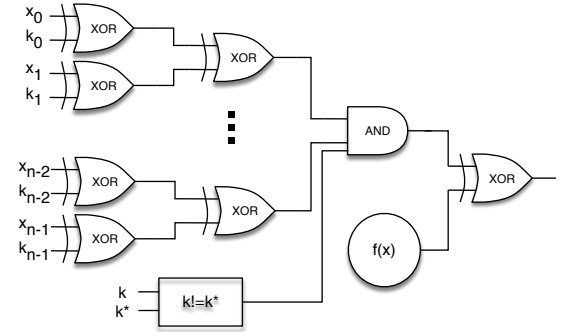 x0
k0
XOR
XOR
x1
k1
XOR
AND
xn-2
kn-2
XOR
XOR
XOR
xn-1
kn-1
XOR
f(x)
k
k*
k!=k*